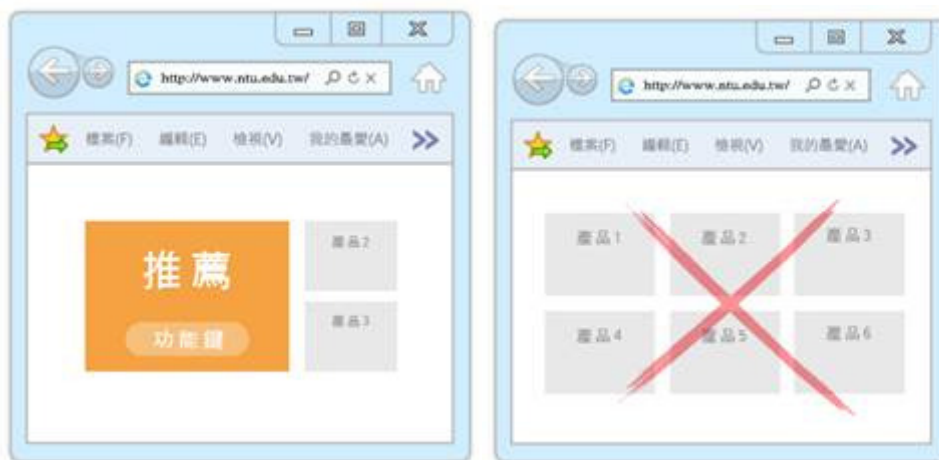 http://www.ntu.edu.tw/
檔案(F) 編輯(E) 檢視(V) 我的最愛(A)
推薦
功能鍵
產品2
產品3
http://www.ntu.edu.tw/
檔案(F) 編輯(E) 檢視(V) 我的最愛(A)
產品1 產品2 產品3
產品4 產品5 產品6